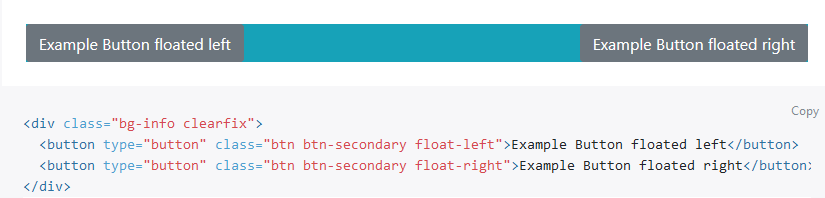 Example Button floated left Example Button floated right
Copy
<div class="bg-info clearfix">
  <button type="button" class="btn btn-secondary float-left">Example Button floated left</button>
  <button type="button" class="btn btn-secondary float-right">Example Button floated right</button>
</div>